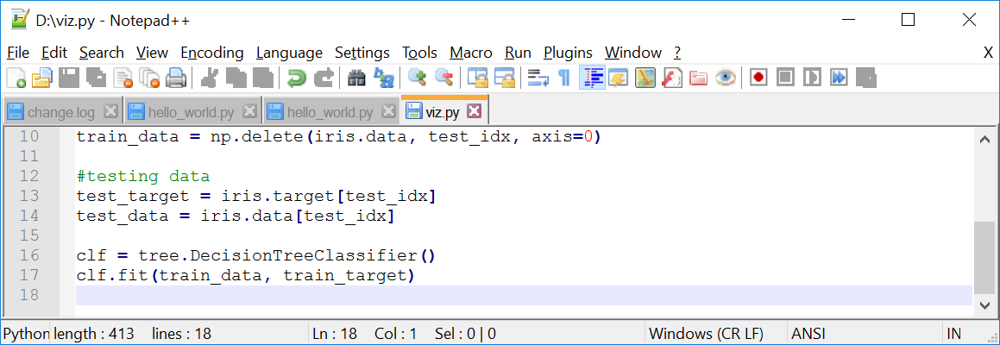 D:\viz.py - Notepad++
File Edit Search View Encoding Language Settings Tools Macro Run Plugins Window ? X
change.log hello_world.py hello_world.py viz.py
10 train_data = np.delete(iris.data, test_idx, axis=0)
11
12 #testing data
13 test_target = iris.target[test_idx]
14 test_data = iris.data[test_idx]
15
16 clf = tree.DecisionTreeClassifier()
17 clf.fit(train_data, train_target)
18
Python length : 413 lines : 18 Ln : 18 Col : 1 Sel : 0 | 0 Windows (CR LF) ANSI IN